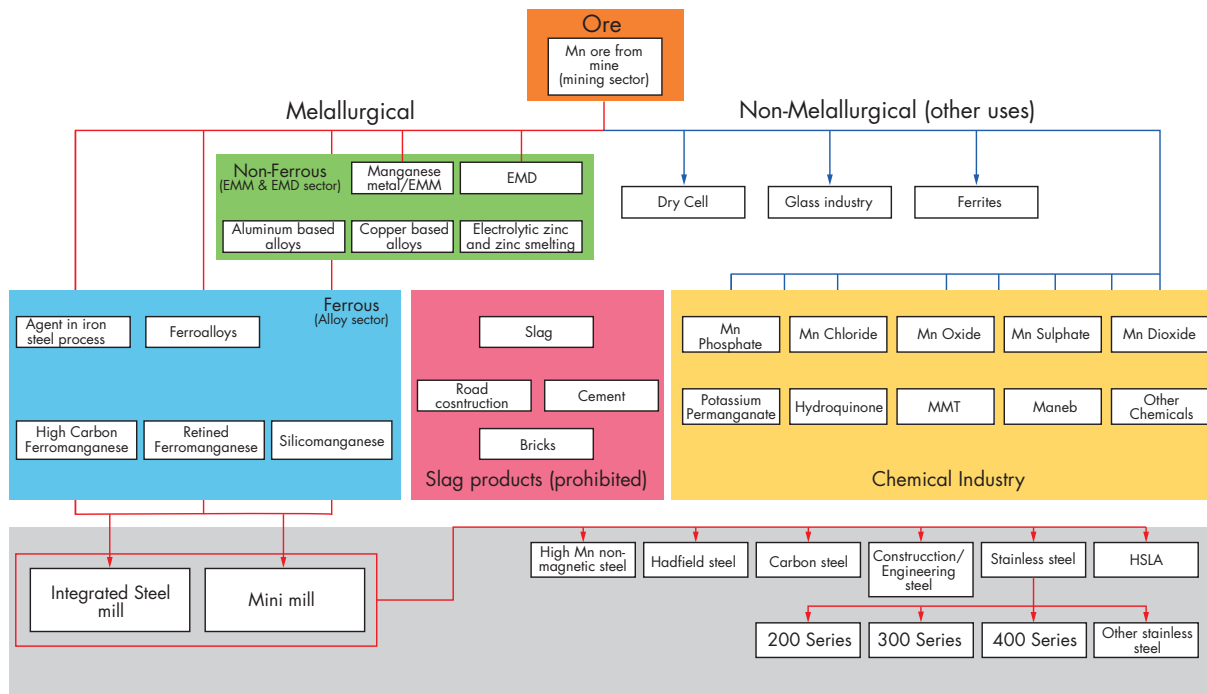 Ore
Mn ore from
mine
(mining sector)
Melallurgical
Non-Melallurgical (other uses)
Non-Ferrous
(EMM & EMD sector)
Manganese
metal/EMM
EMD
Aluminum based
alloys
Copper based
alloys
Electrolytic zinc
and zinc smelting
Dry Cell
Glass industry
Ferrites
Ferrous
(Alloy sector)
Agent in iron
steel process
Ferroalloys
High Carbon
Ferromanganese
Retined
Ferromanganese
Silicomanganese
Slag
Road
cosntruction
Cement
Bricks
Slag products (prohibited)
Mn
Phosphate
Mn Chloride
Mn Oxide
Mn Sulphate
Mn Dioxide
Potassium
Permanganate
Hydroquinone
MMT
Maneb
Other
Chemicals
Chemical Industry
Integrated Steel
mill
Mini mill
High Mn non-
magnetic steel
Hadfield steel
Carbon steel
Construcction/
Engineering
steel
Stainless steel
HSLA
200 Series
300 Series
400 Series
Other stainless
steel